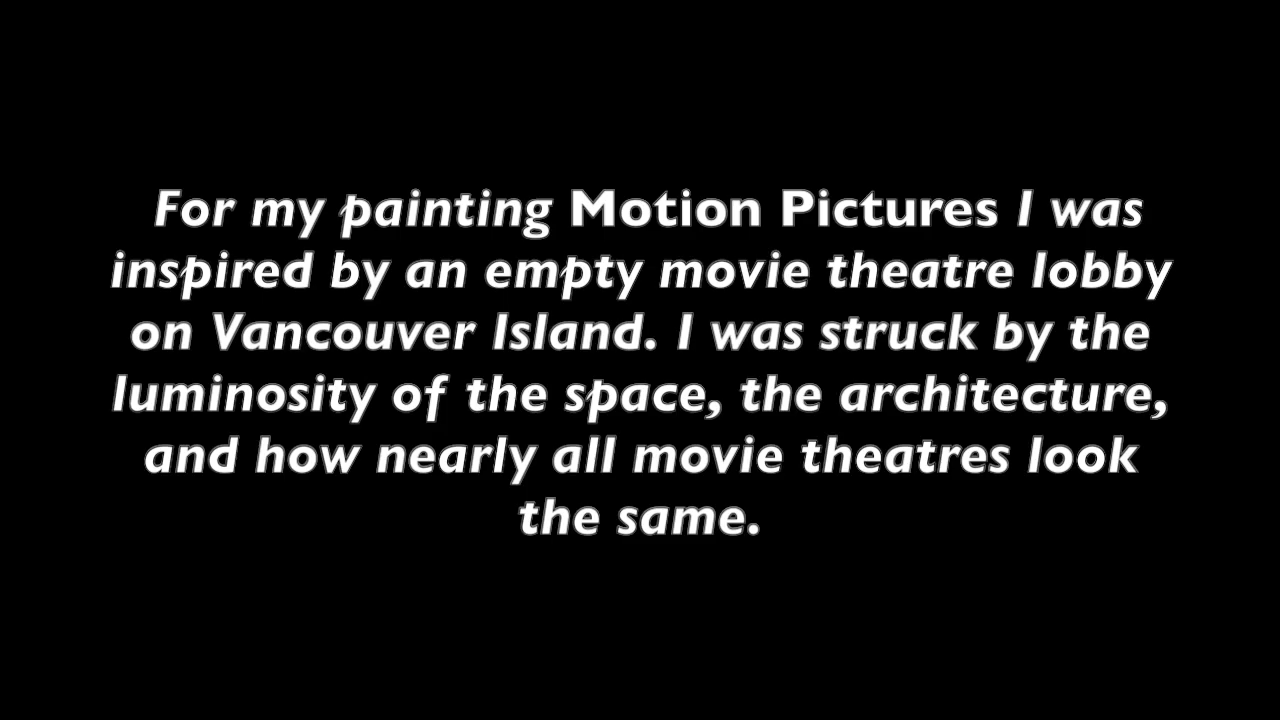 For my painting Motion Pictures I was
inspired by an empty movie theatre lobby
on Vancouver Island. I was struck by the
luminosity of the space, the architecture,
and how nearly all movie theatres look
the same.